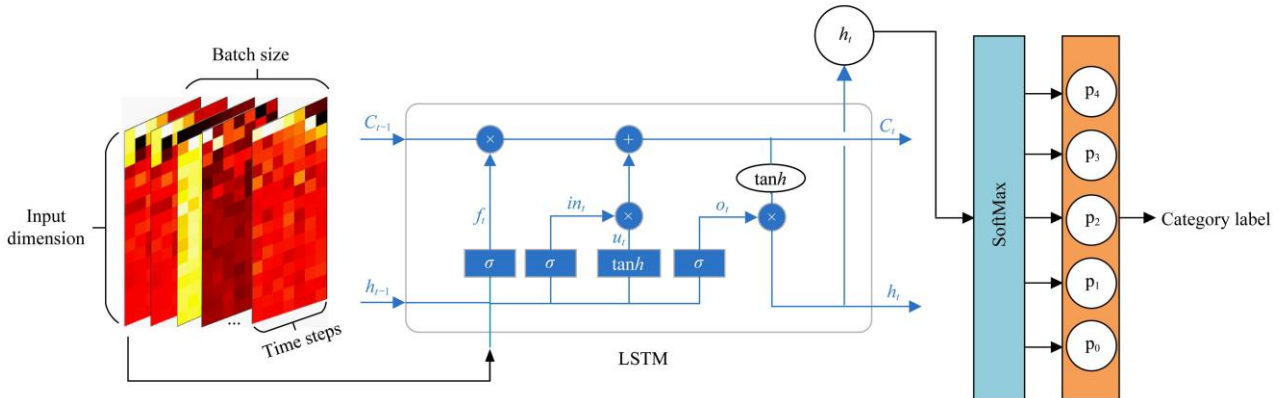 Batch size
Input
dimension
...
Time steps
C_{t-1}
×
+
C_t
tanh
f_t
in_t
×
u_t
o_t
×
σ
σ
tanh
σ
h_{t-1}
h_t
LSTM
h_t
SoftMax
p_4
p_3
p_2
p_1
p_0
Category label